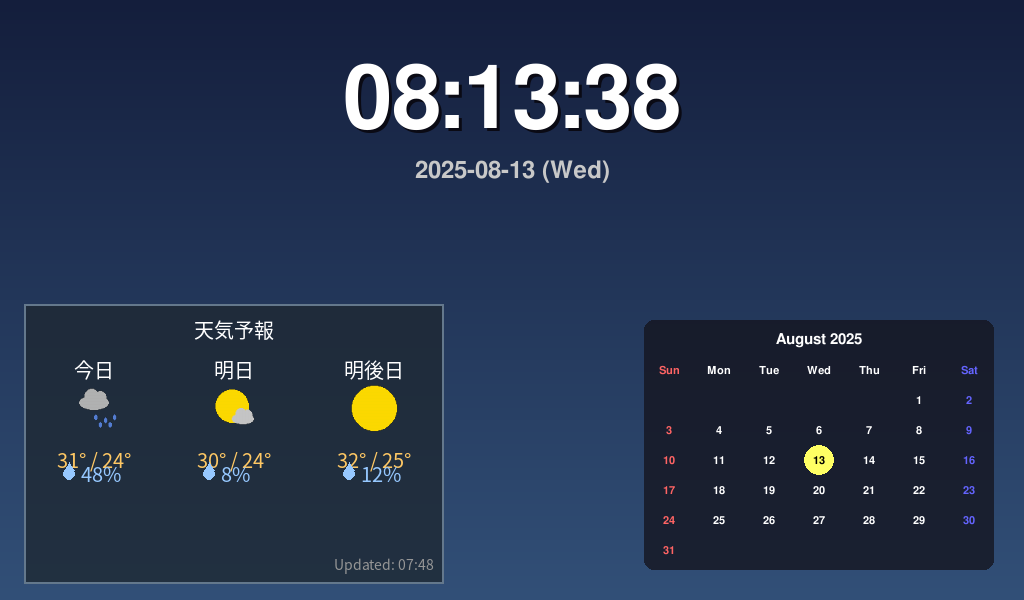 08:13:38
2025-08-13 (Wed)
天気予報
今日 明日 明後日
31° / 24° 30° / 24° 32° / 25°
48% 8% 12%
Updated: 07:48
August 2025
Sun Mon Tue Wed Thu Fri Sat
1 2
3 4 5 6 7 8 9
10 11 12 13 14 15 16
17 18 19 20 21 22 23
24 25 26 27 28 29 30
31